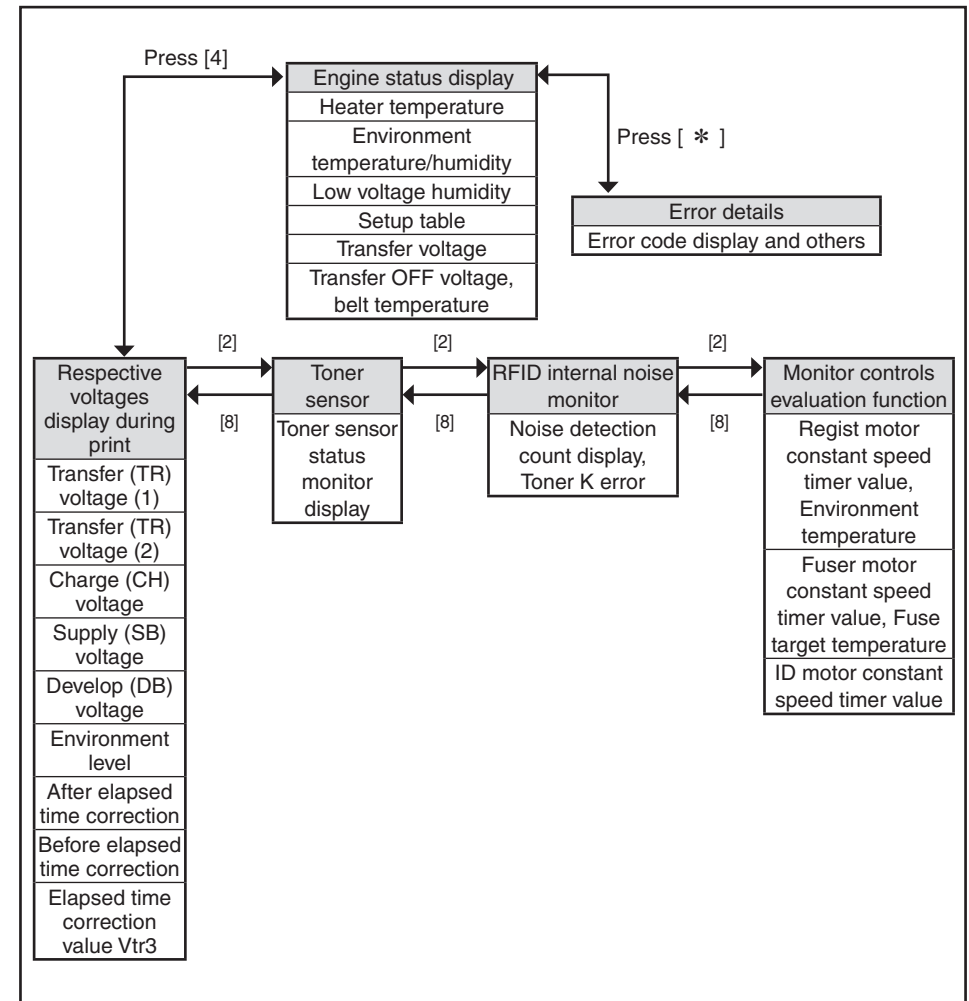 Press [4]
Engine status display
Heater temperature
Environment
temperature/humidity
Low voltage humidity
Setup table
Transfer voltage
Transfer OFF voltage,
belt temperature
Press [ * ]
Error details
Error code display and others
[2]
[2]
[2]
[8]
[8]
[8]
Respective
voltages
display during
print
Transfer (TR)
voltage (1)
Transfer (TR)
voltage (2)
Charge (CH)
voltage
Supply (SB)
voltage
Develop (DB)
voltage
Environment
level
After elapsed
time correction
Before elapsed
time correction
Elapsed time
correction
value Vtr3
Toner
sensor
Toner sensor
status
monitor
display
RFID internal noise
monitor
Noise detection
count display,
Toner K error
Monitor controls
evaluation function
Regist motor
constant speed
timer value,
Environment
temperature
Fuser motor
constant speed
timer value, Fuse
target temperature
ID motor constant
speed timer value